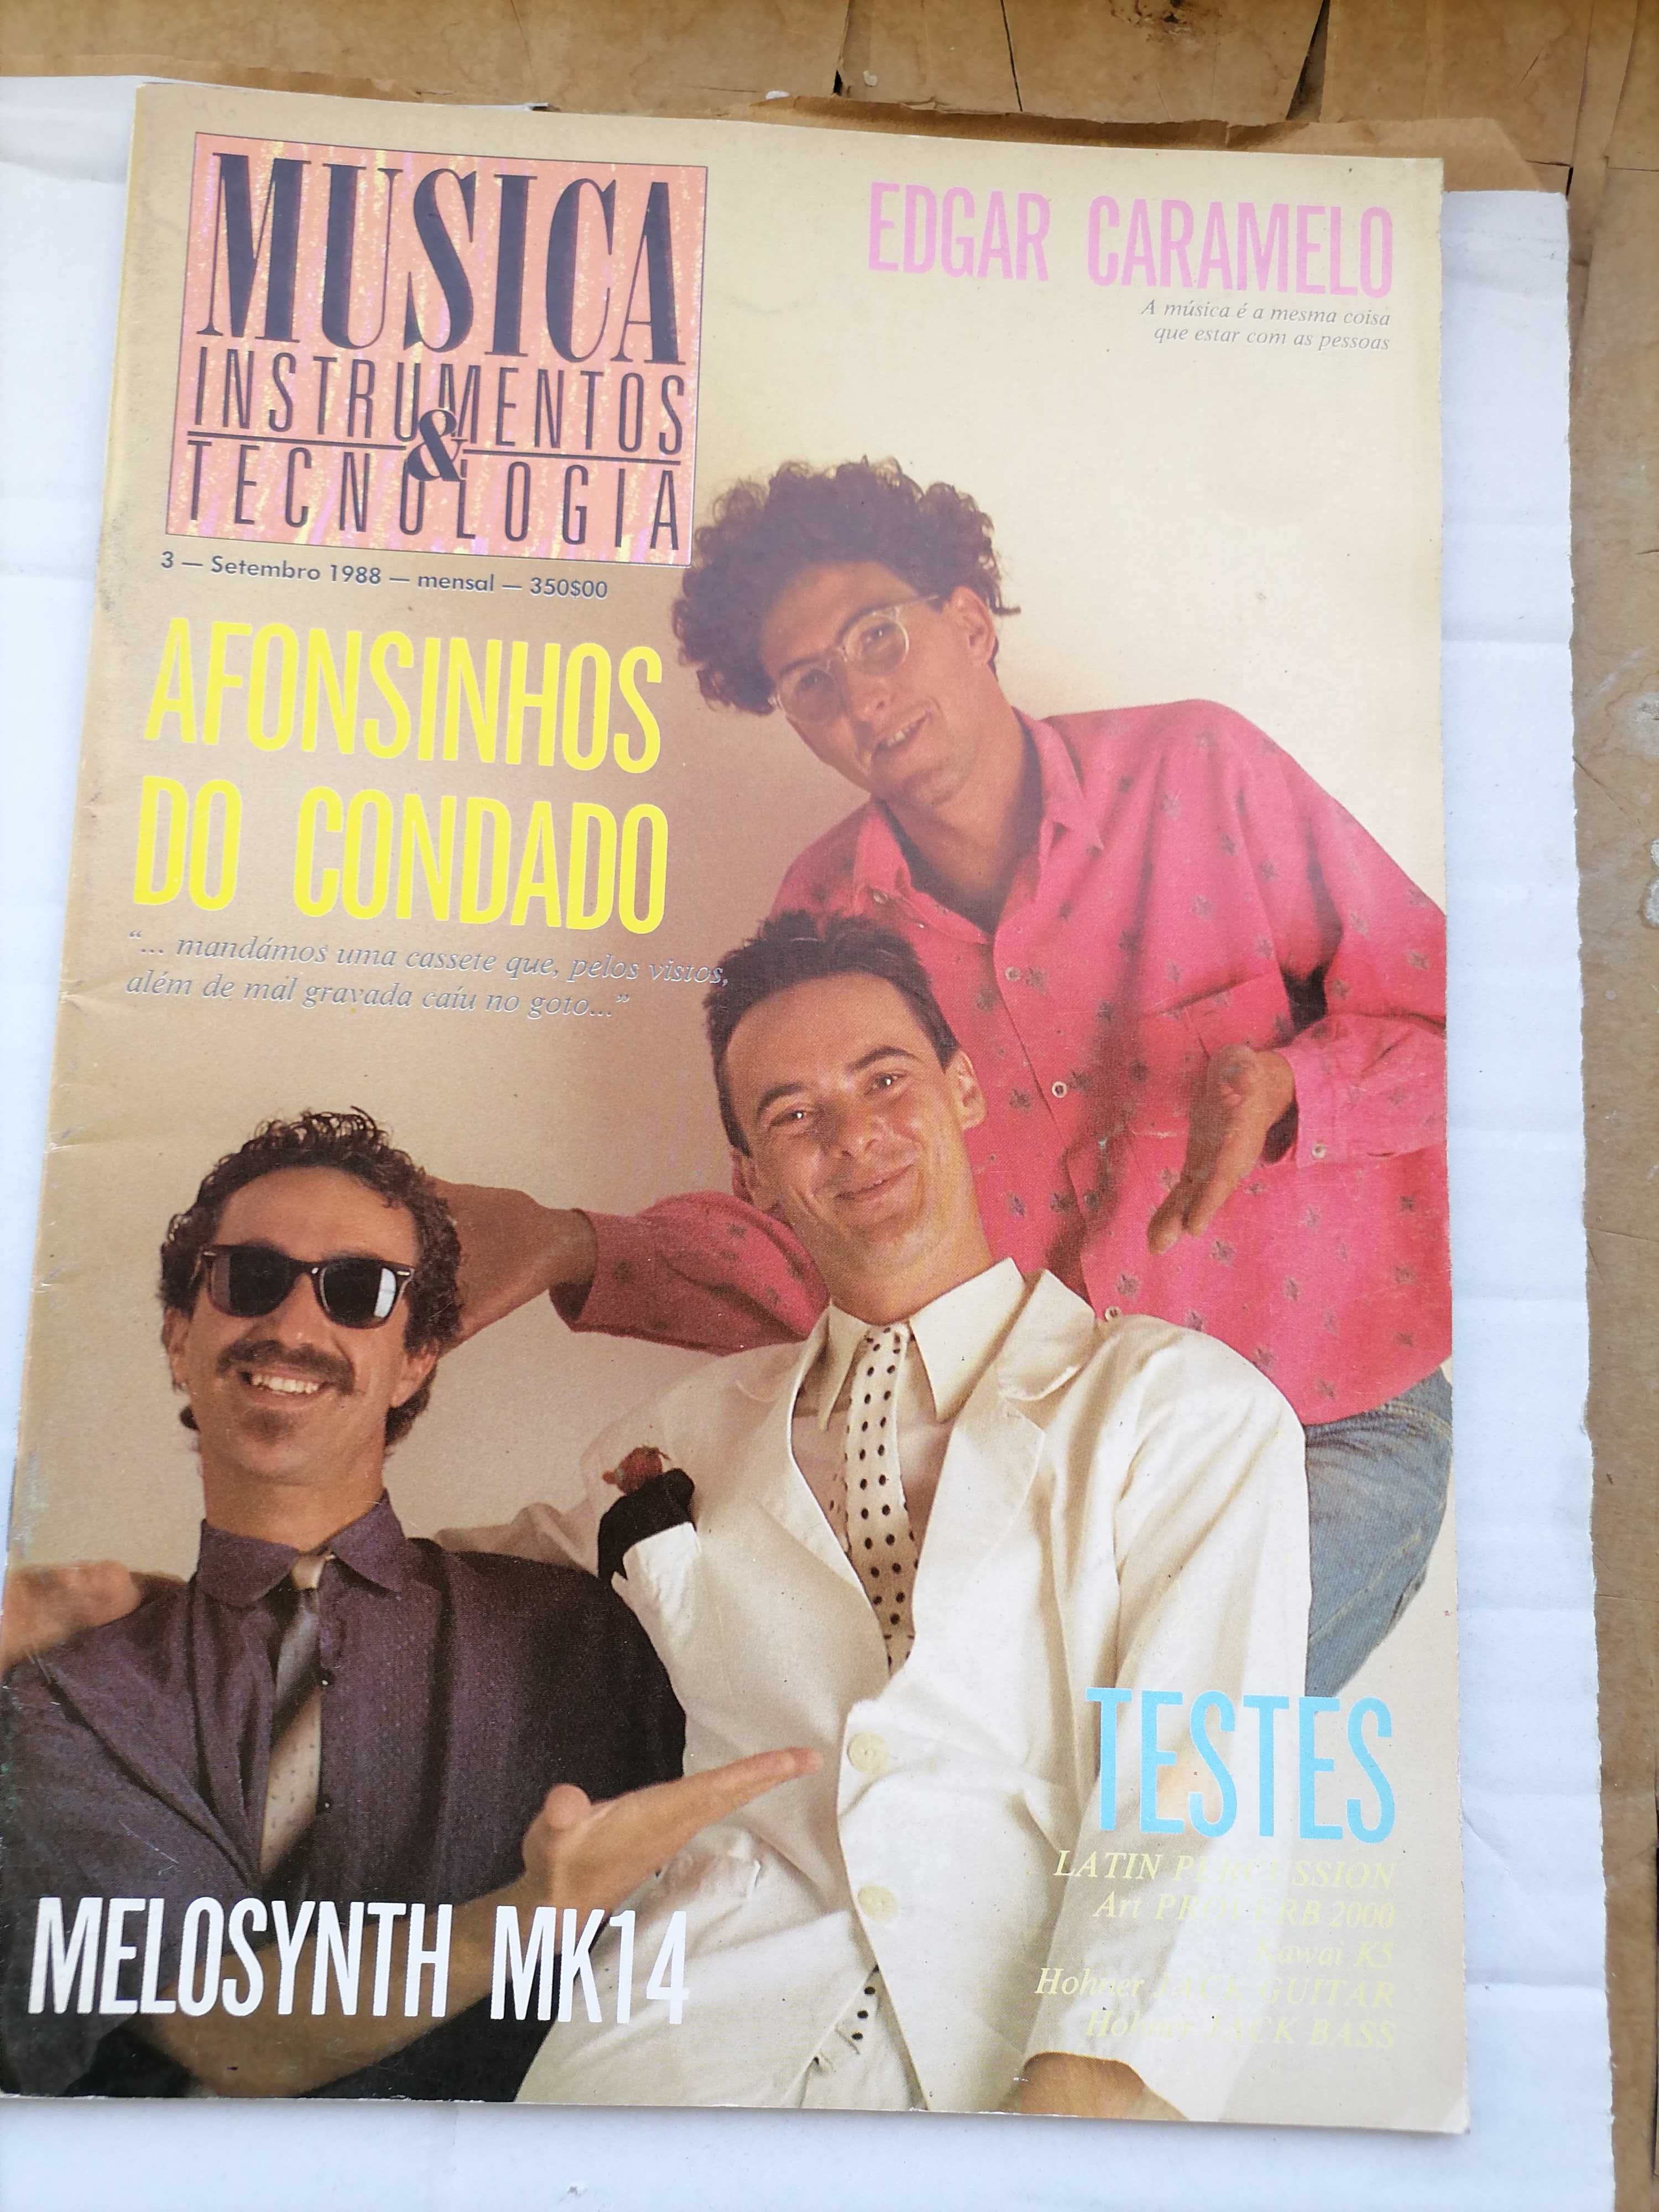 MUSICA
INSTRUMENTOS
&
TECNOLOGIA
3 — Setembro 1988 — mensal — 350$00
EDGAR CARAMELO
A música é a mesma coisa
que estar com as pessoas
AFONSINHOS
DO CONDADO
“... mandámos uma cassete que, pelos vistos,
além de mal gravada caíu no goto...”
TESTES
LATIN PERCUSSION
Art PROVERB 2000
Kawai K5
Hohner JACK GUITAR
Hohner JACK BASS
MELOSYNTH MK14